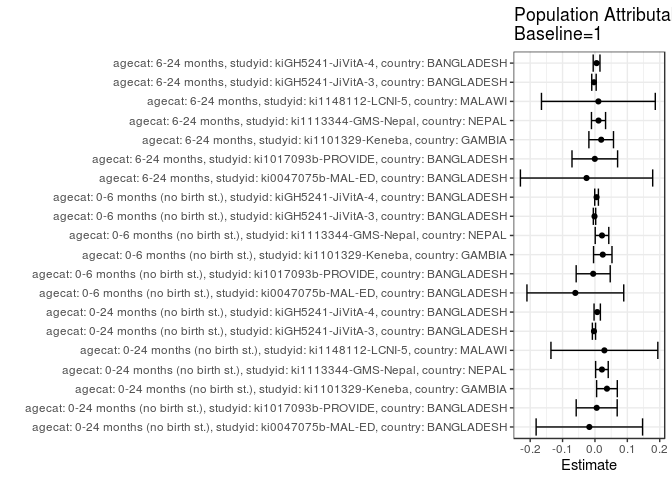 Population Attributa
Baseline=1
agecat: 6-24 months, studyid: kiGH5241-JiVitA-4, country: BANGLADESH
agecat: 6-24 months, studyid: kiGH5241-JiVitA-3, country: BANGLADESH
agecat: 6-24 months, studyid: ki1148112-LCNI-5, country: MALAWI
agecat: 6-24 months, studyid: ki1113344-GMS-Nepal, country: NEPAL
agecat: 6-24 months, studyid: ki1101329-Keneba, country: GAMBIA
agecat: 6-24 months, studyid: ki1017093b-PROVIDE, country: BANGLADESH
agecat: 6-24 months, studyid: ki0047075b-MAL-ED, country: BANGLADESH
agecat: 0-6 months (no birth st.), studyid: kiGH5241-JiVitA-4, country: BANGLADESH
agecat: 0-6 months (no birth st.), studyid: kiGH5241-JiVitA-3, country: BANGLADESH
agecat: 0-6 months (no birth st.), studyid: ki1113344-GMS-Nepal, country: NEPAL
agecat: 0-6 months (no birth st.), studyid: ki1101329-Keneba, country: GAMBIA
agecat: 0-6 months (no birth st.), studyid: ki1017093b-PROVIDE, country: BANGLADESH
agecat: 0-6 months (no birth st.), studyid: ki0047075b-MAL-ED, country: BANGLADESH
agecat: 0-24 months (no birth st.), studyid: kiGH5241-JiVitA-4, country: BANGLADESH
agecat: 0-24 months (no birth st.), studyid: kiGH5241-JiVitA-3, country: BANGLADESH
agecat: 0-24 months (no birth st.), studyid: ki1148112-LCNI-5, country: MALAWI
agecat: 0-24 months (no birth st.), studyid: ki1113344-GMS-Nepal, country: NEPAL
agecat: 0-24 months (no birth st.), studyid: ki1101329-Keneba, country: GAMBIA
agecat: 0-24 months (no birth st.), studyid: ki1017093b-PROVIDE, country: BANGLADESH
agecat: 0-24 months (no birth st.), studyid: ki0047075b-MAL-ED, country: BANGLADESH
-0.2 -0.1 0.0 0.1 0.2
Estimate